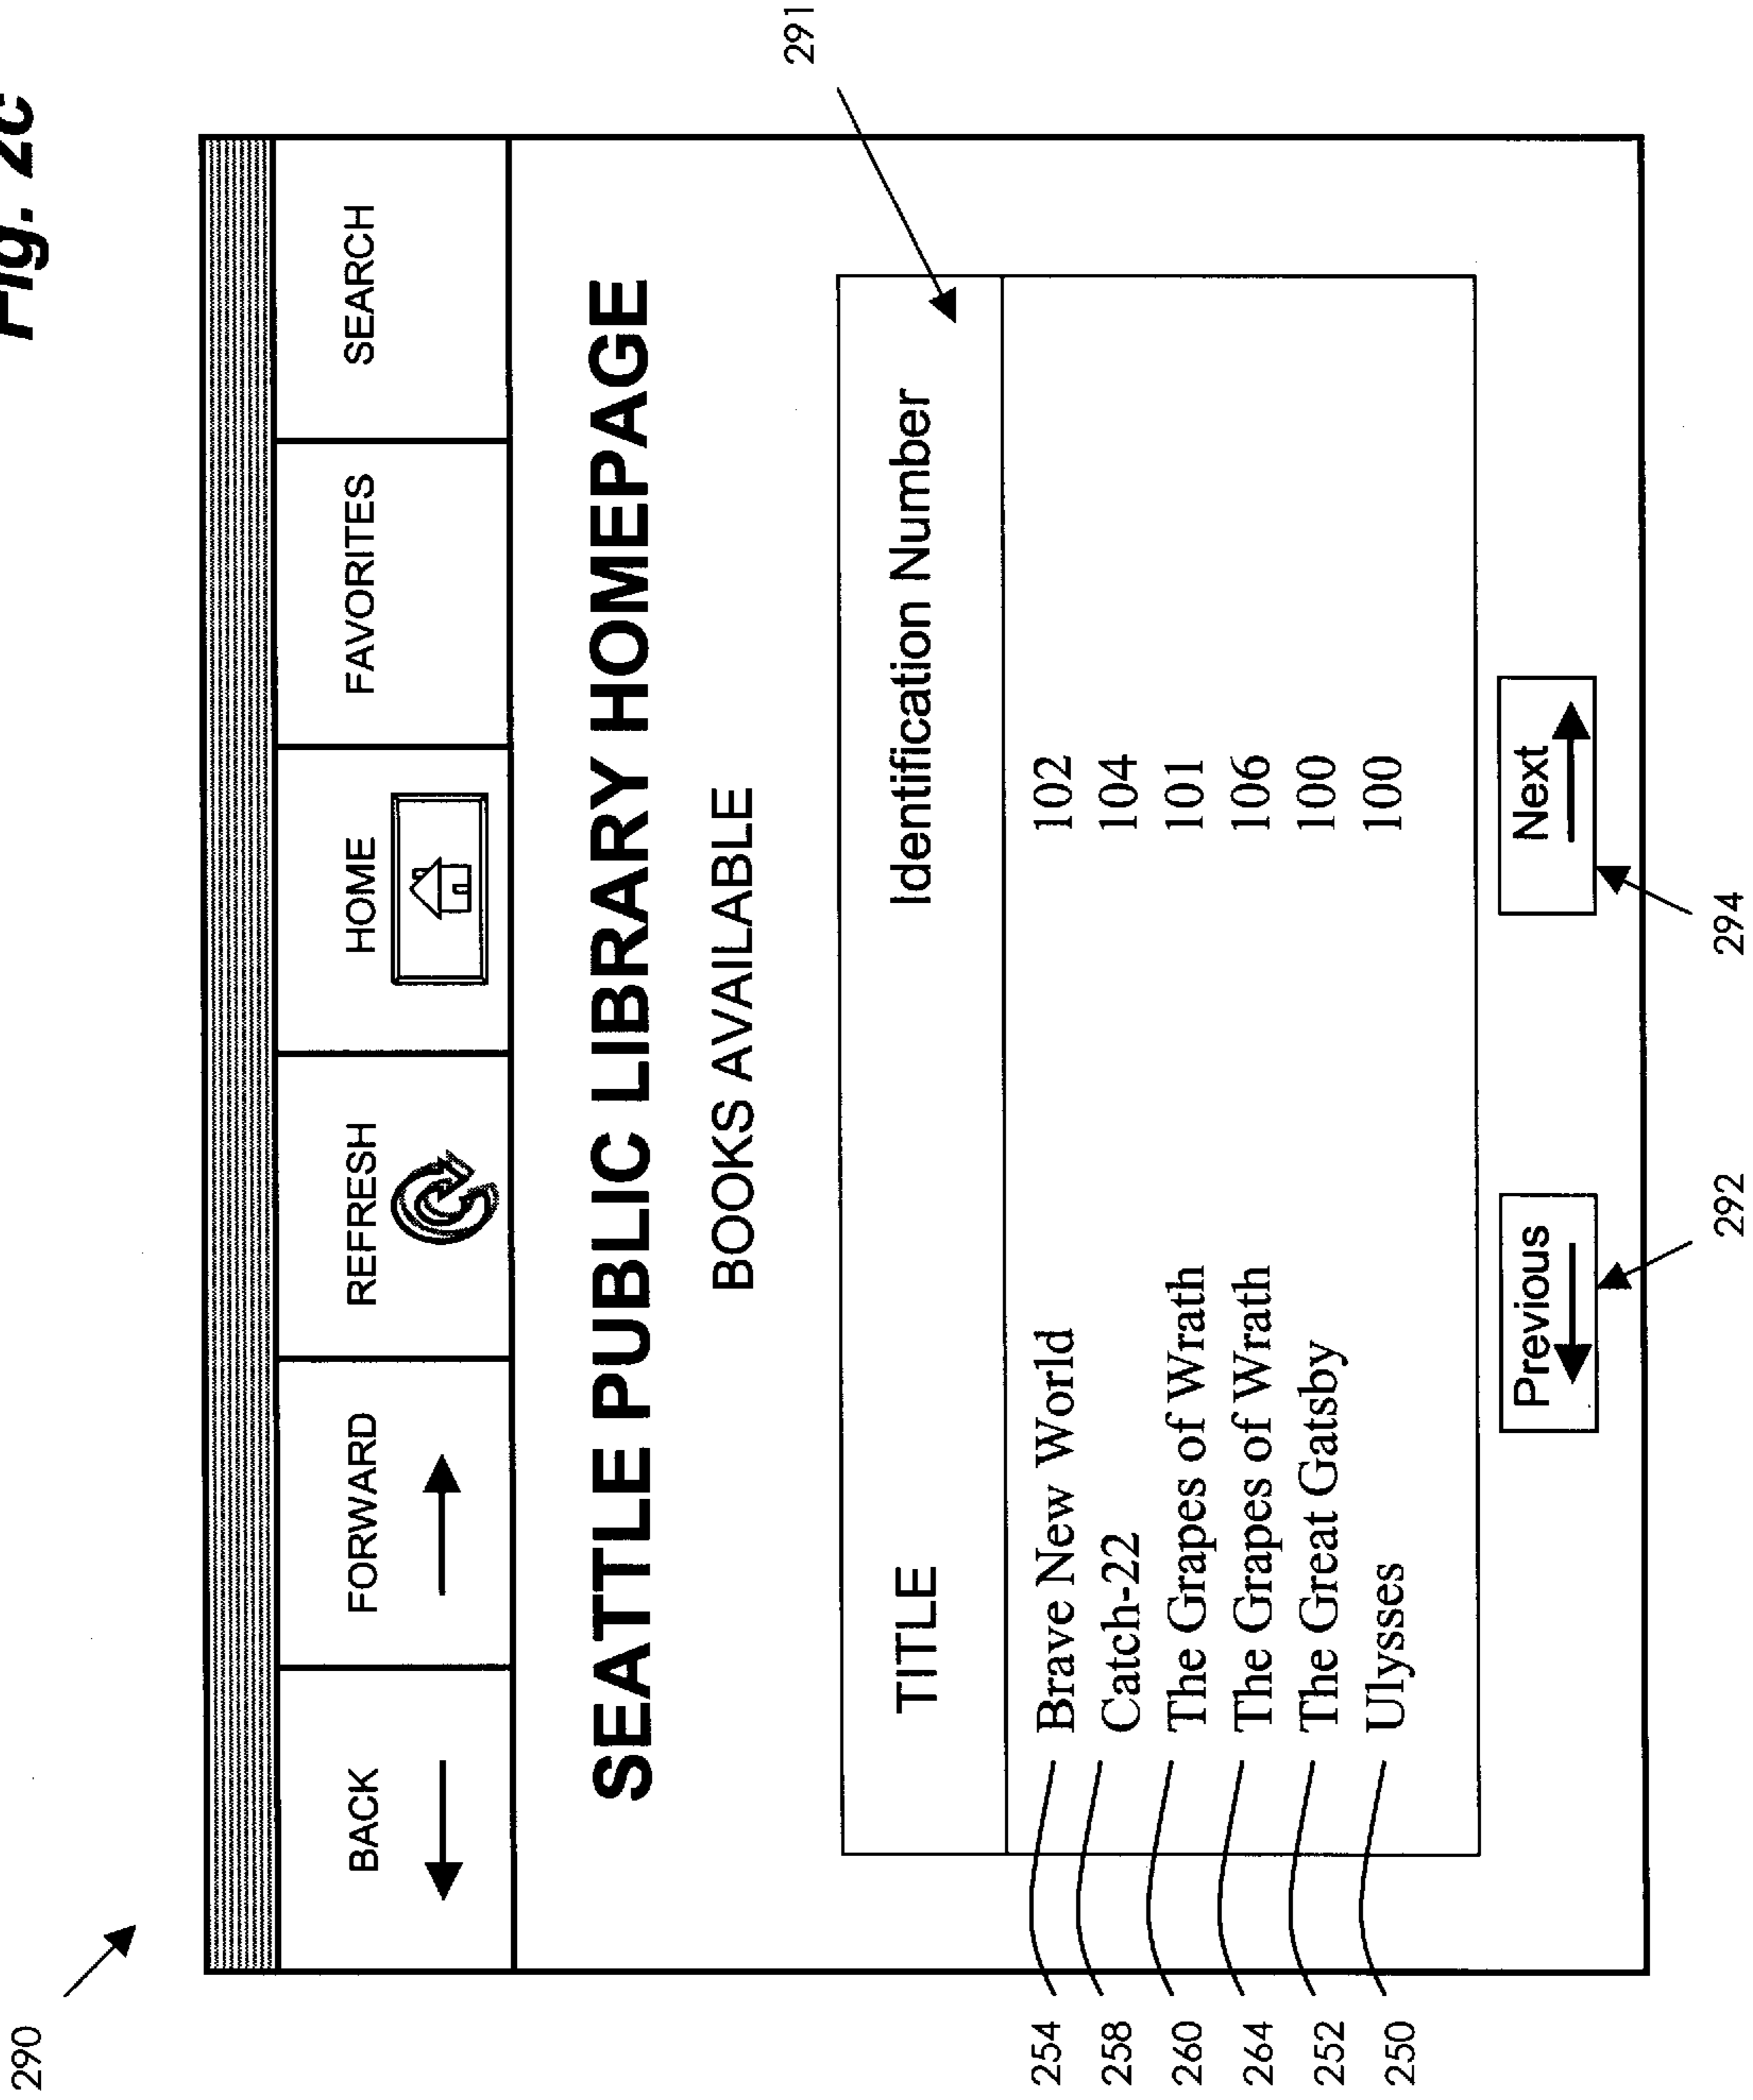 Fig. 2c
290
BACK FORWARD REFRESH HOME FAVORITES SEARCH
SEATTLE PUBLIC LIBRARY HOMEPAGE
BOOKS AVAILABLE
291
TITLE Identification Number
254 Brave New World 102
258 Catch-22 104
260 The Grapes of Wrath 101
264 The Grapes of Wrath 106
252 The Great Gatsby 100
250 Ulysses 100
Previous Next
292 294